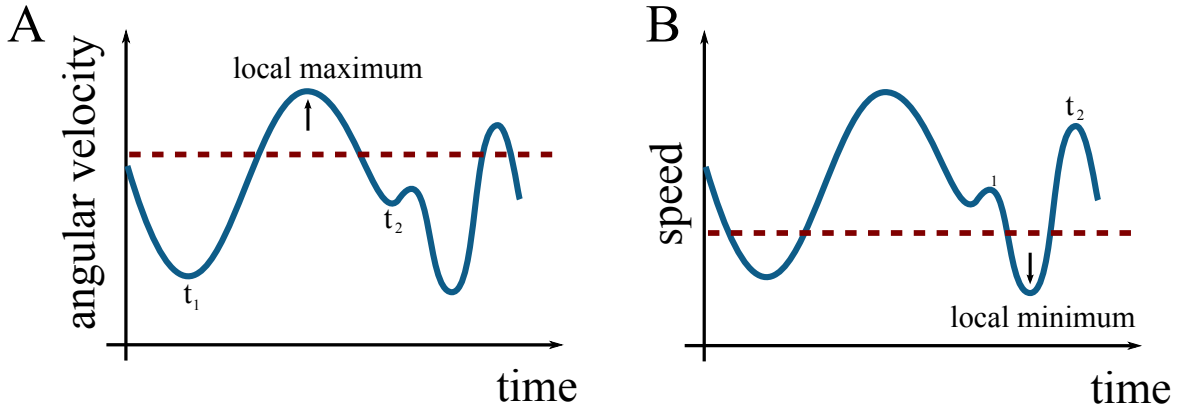 A
angular velocity
local maximum
t₁
t₂
time
B
speed
t₂
₁
local minimum
time